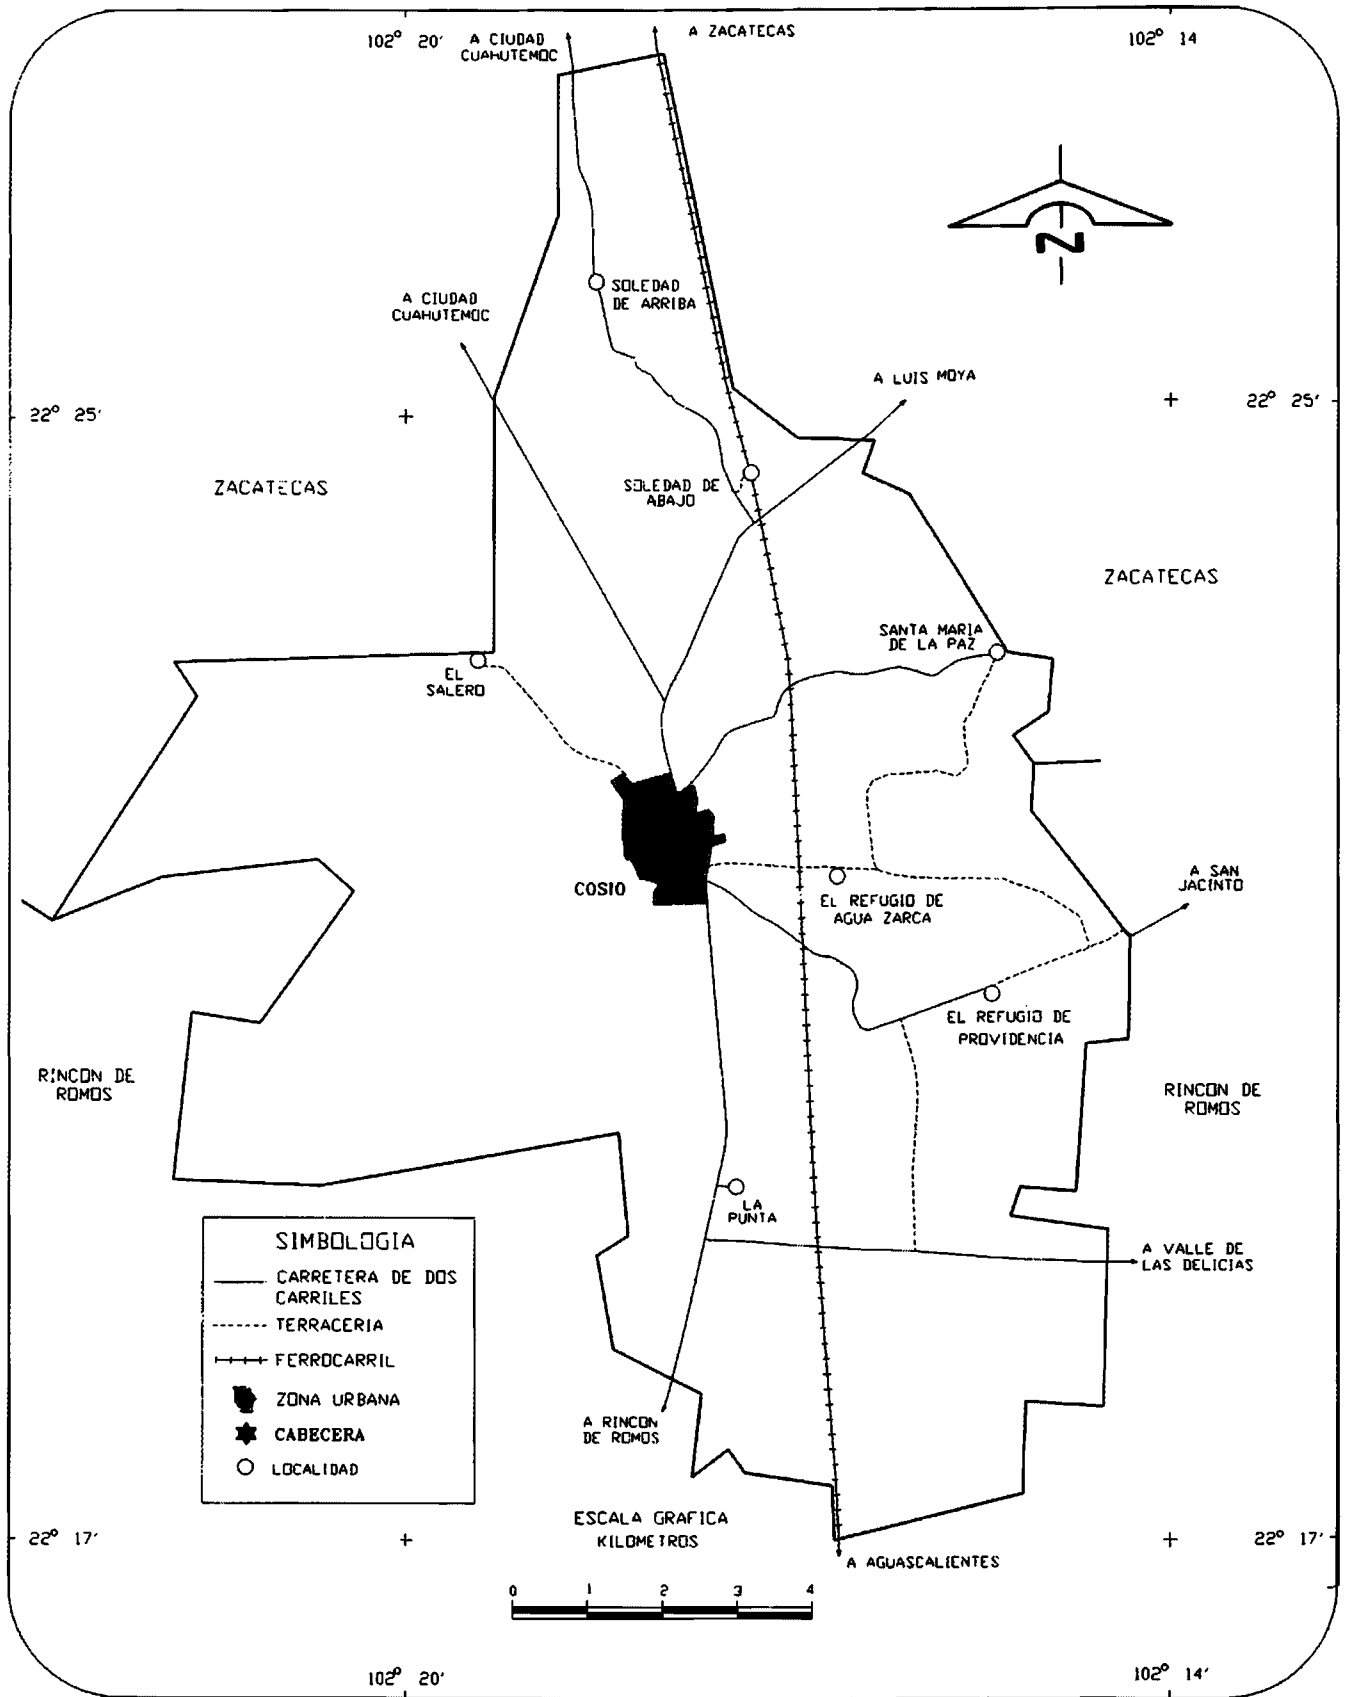 102° 20'
A CIUDAD
CUAHUTEMOC
A ZACATECAS
102° 14'
N
SOLEDAD
DE ARRIBA
A CIUDAD
CUAHUTEMOC
A LUIS MOYA
22° 25'
22° 25'
ZACATECAS
SOLEDAD DE
ABAJO
ZACATECAS
SANTA MARIA
DE LA PAZ
EL
SALERO
COSIO
EL REFUGIO DE
AGUA ZARCA
A SAN
JACINTO
EL REFUGIO DE
PROVIDENCIA
RINCON DE
ROMOS
RINCON DE
ROMOS
LA
PUNTA
A VALLE DE
LAS DELICIAS
SIMBOLOGIA
CARRETERA DE DOS
CARRILES
TERRACERIA
FERROCARRIL
ZONA URBANA
CABECERA
LOCALIDAD
A RINCON
DE ROMOS
ESCALA GRAFICA
KILOMETROS
22° 17'
22° 17'
A AGUASCALIENTES
0 1 2 3 4
102° 20'
102° 14'